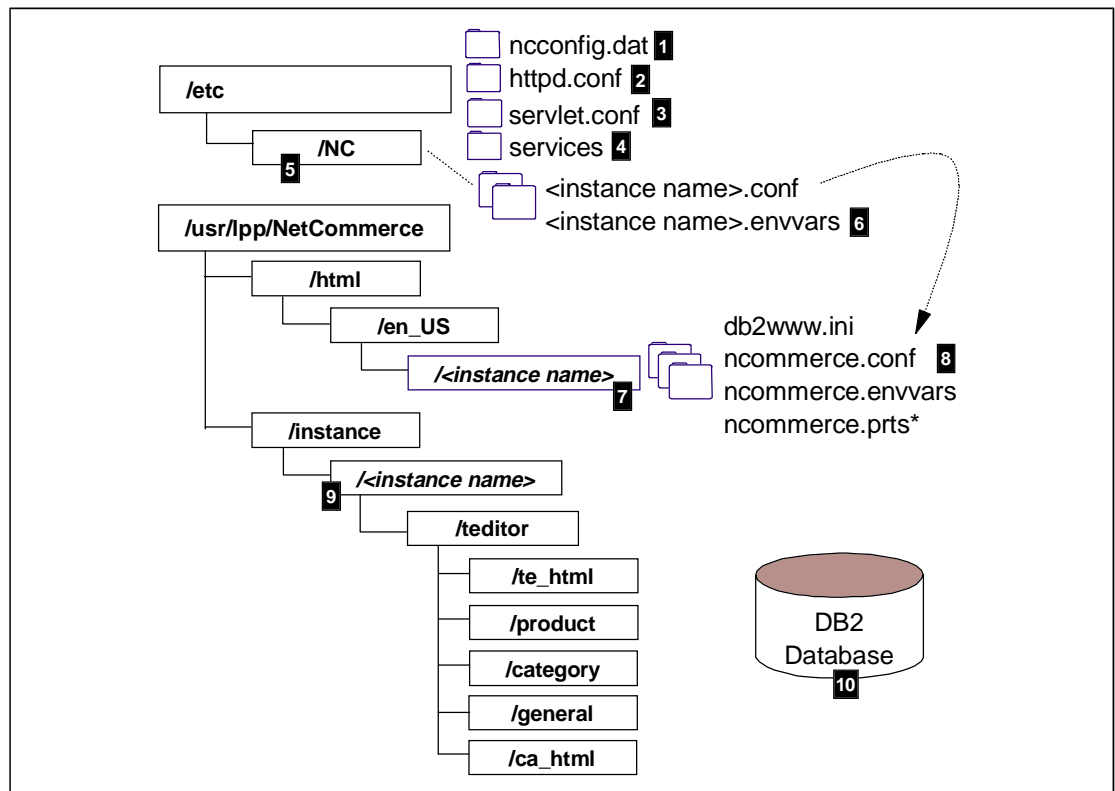 ncconfig.dat 1
/etc
httpd.conf 2
servlet.conf 3
services 4
/NC
5
<instance name>.conf
<instance name>.envvars 6
/usr/lpp/NetCommerce
/html
/en_US
/<instance name>
7
db2www.ini
ncommerce.conf 8
ncommerce.envvars
ncommerce.prts*
/instance
/<instance name>
9
/teditor
/te_html
/product
/category
/general
/ca_html
DB2
Database
10